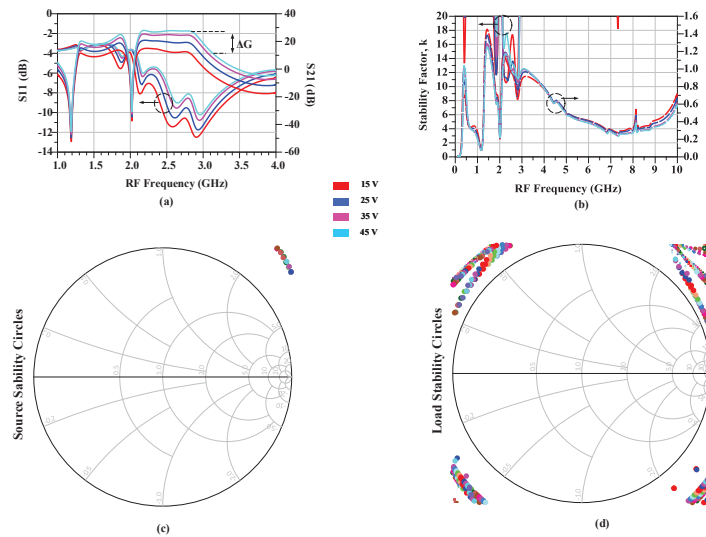 -2
-4
-6
-8
-10
-12
-14
S11 (dB)
40
20
0
-20
-40
-60
S21 (dB)
ΔG
1.0 1.5 2.0 2.5 3.0 3.5 4.0
RF Frequency (GHz)
(a)
20
18
16
14
12
10
8
6
4
2
0
Stability Factor, k
1.6
1.4
1.2
1.0
0.8
0.6
0.4
0.2
0.0
0 1 2 3 4 5 6 7 8 9 10
RF Frequency (GHz)
(b)
15 V
25 V
35 V
45 V
Source Sability Circles
(c)
Load Stability Circles
(d)